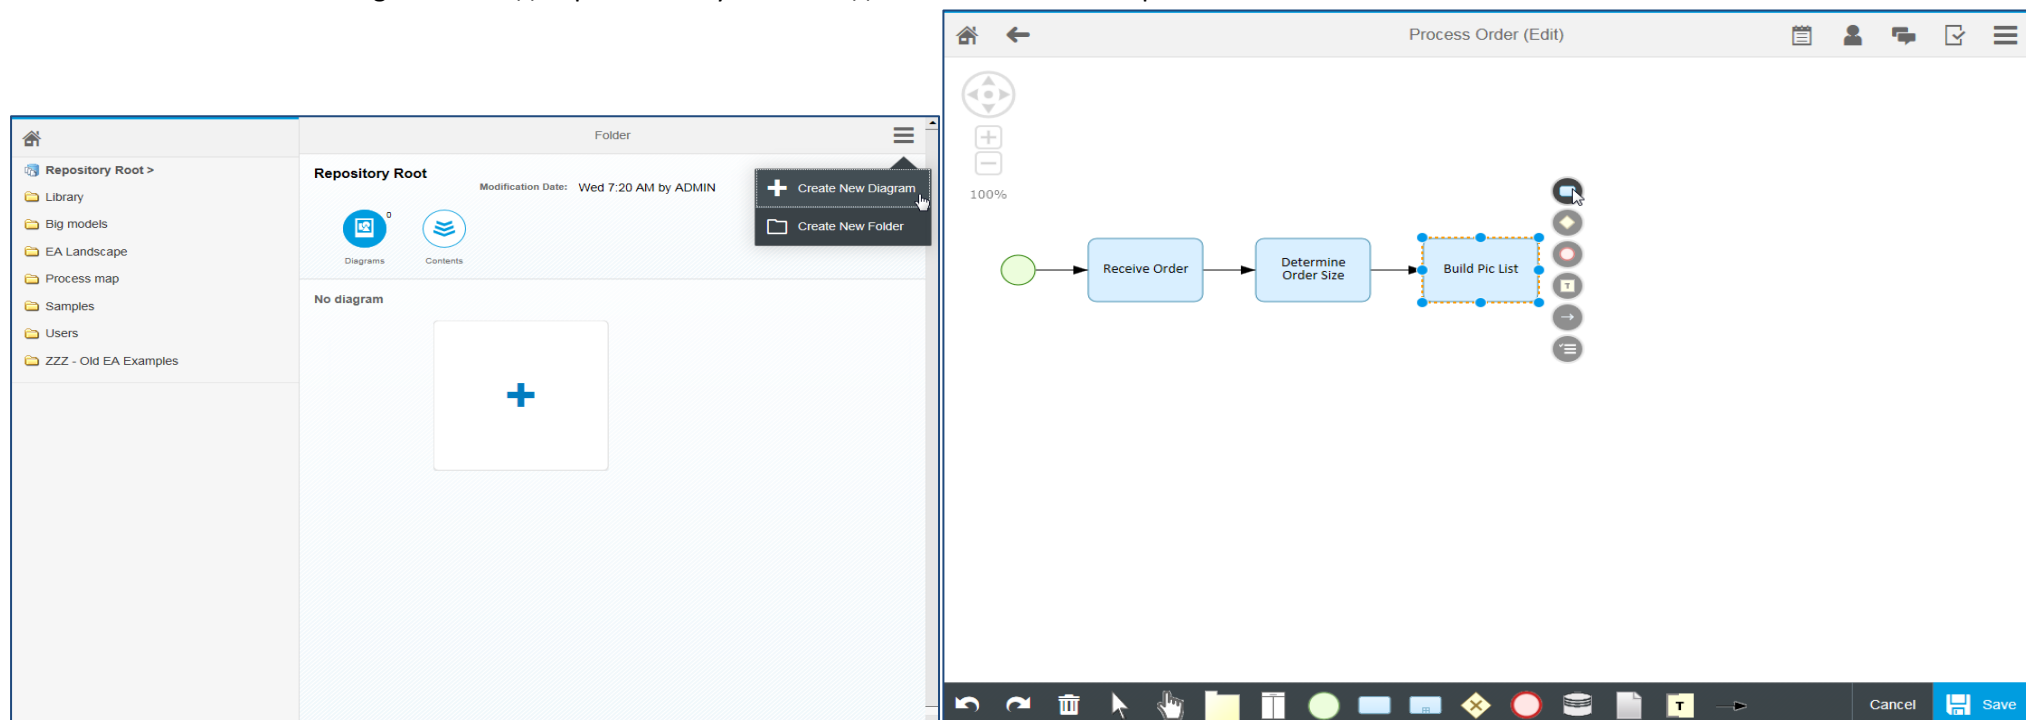 Folder
Repository Root >
Library
Big models
EA Landscape
Process map
Samples
Users
ZZZ - Old EA Examples
Repository Root
Modification Date: Wed 7:20 AM by ADMIN
0
Diagrams
Contents
Create New Diagram
Create New Folder
No diagram
Process Order (Edit)
100%
Receive Order
Determine
Order Size
Build Pic List
T
T
Cancel
Save